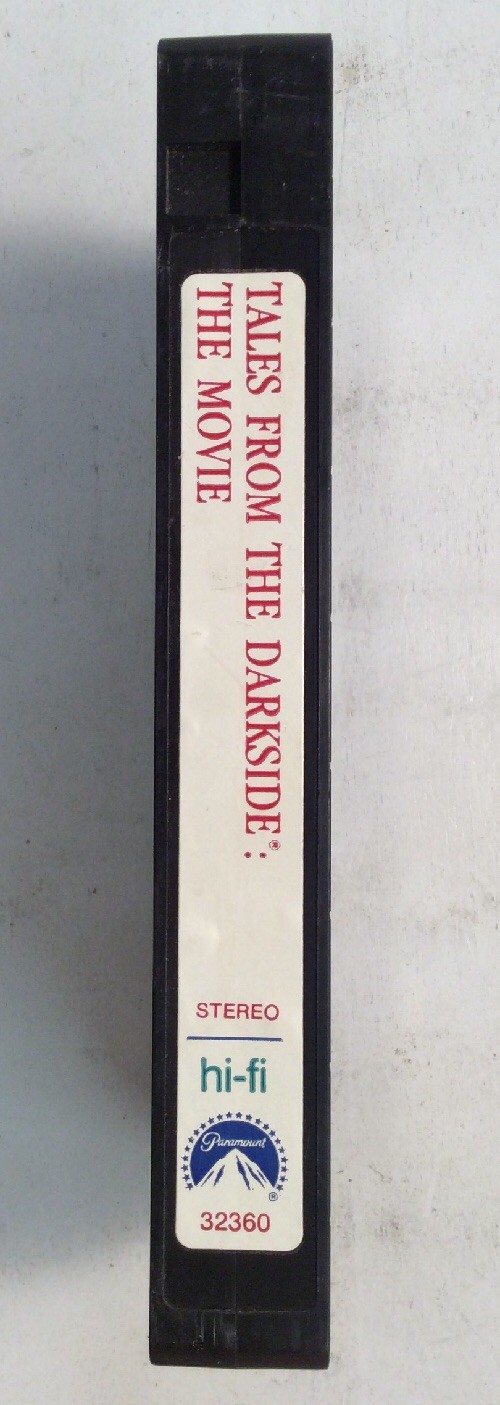 TALES FROM THE DARKSIDE®:
THE MOVIE
STEREO
hi-fi
Paramount
®
32360